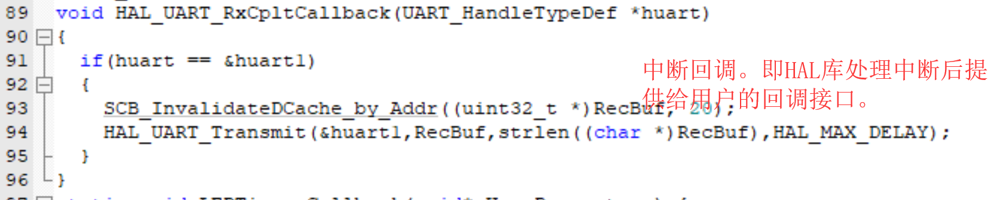 89 void HAL_UART_RxCpltCallback(UART_HandleTypeDef *huart)
90 {
91 if(huart == &huart1)
中断回调。即HAL库处理中断后提
92 {
供给用户的回调接口。
93 SCB_InvalidateDCache_by_Addr((uint32_t *)RecBuf, 20);
94 HAL_UART_Transmit(&huart1,RecBuf,strlen((char *)RecBuf),HAL_MAX_DELAY);
95 }
96 }